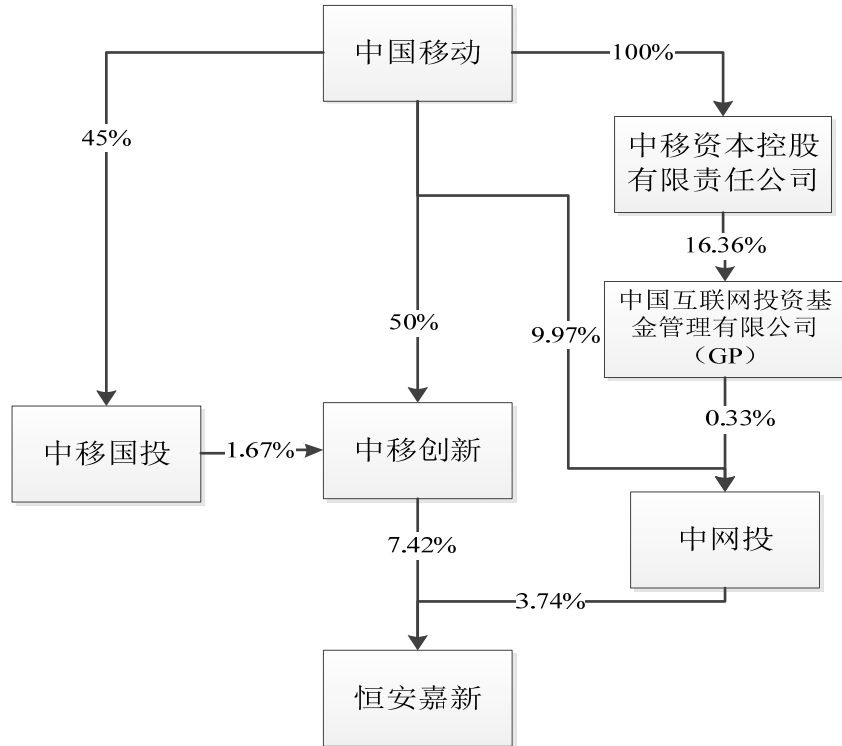 中国移动
100%
45%
中移资本控股
有限责任公司
16.36%
中国互联网投资基
金管理有限公司
（GP）
50%
9.97%
0.33%
中移国投
1.67%
中移创新
中网投
7.42%
3.74%
恒安嘉新